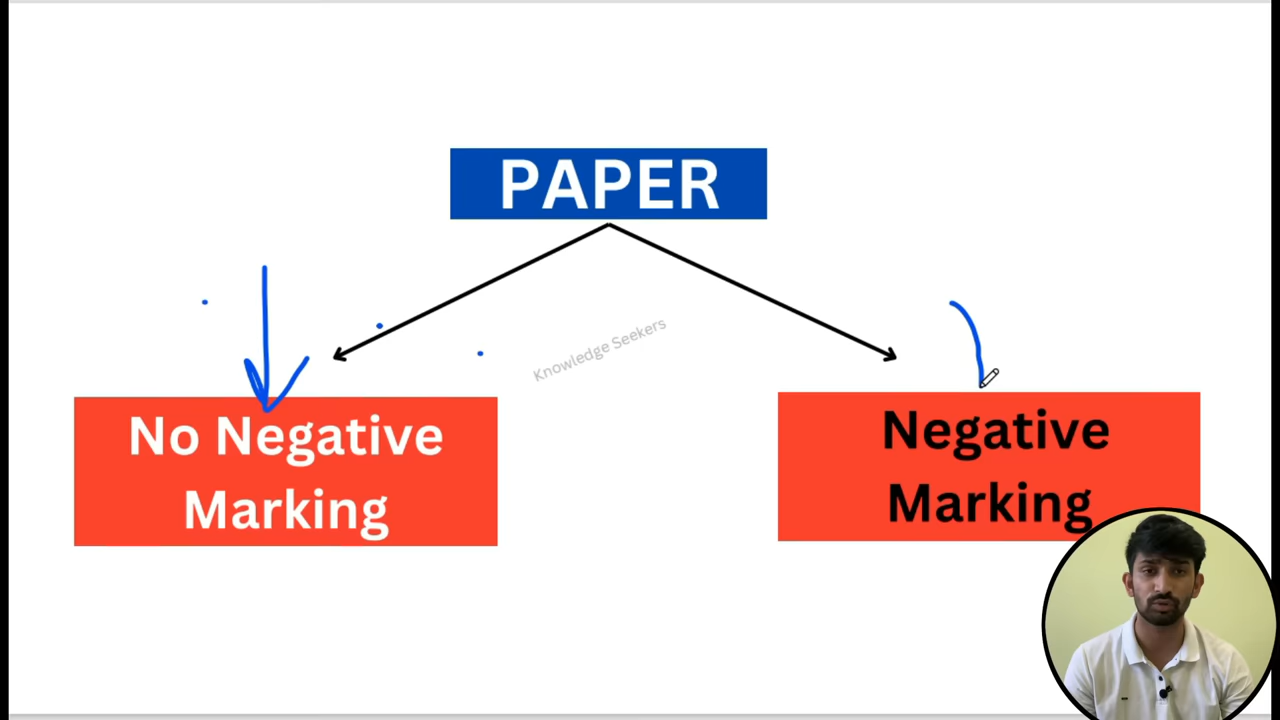 PAPER
Knowledge Seekers
No Negative
Marking
Negative
Marking